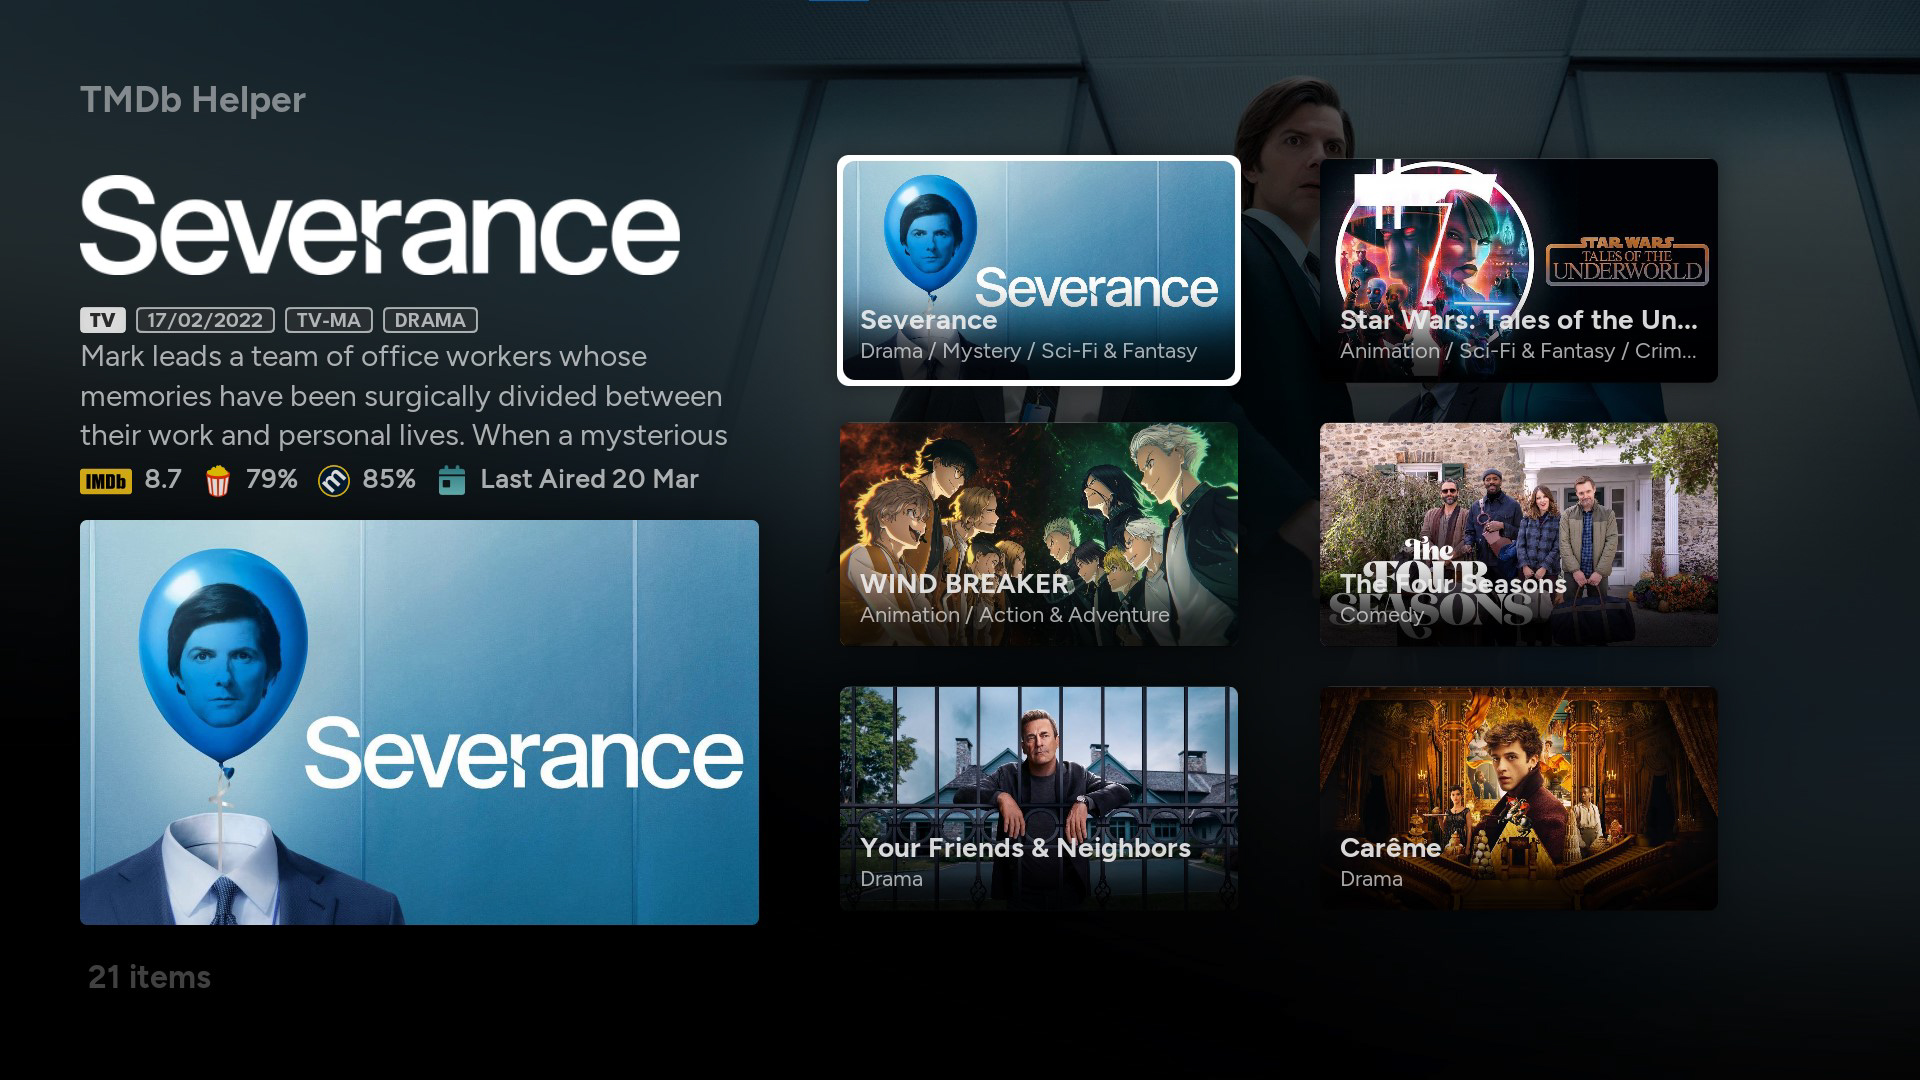 TMDb Helper
Severance
TV 17/02/2022 TV-MA DRAMA
Mark leads a team of office workers whose
memories have been surgically divided between
their work and personal lives. When a mysterious
IMDb 8.7 79% m 85% Last Aired 20 Mar
Severance
21 items
Severance
Severance
Drama / Mystery / Sci-Fi & Fantasy
STAR WARS
TALES OF THE
UNDERWORLD
Star Wars: Tales of the Un...
Animation / Sci-Fi & Fantasy / Crim...
WIND BREAKER
Animation / Action & Adventure
The
FOUR
SEASONS
The Four Seasons
Comedy
Your Friends & Neighbors
Drama
Carême
Drama